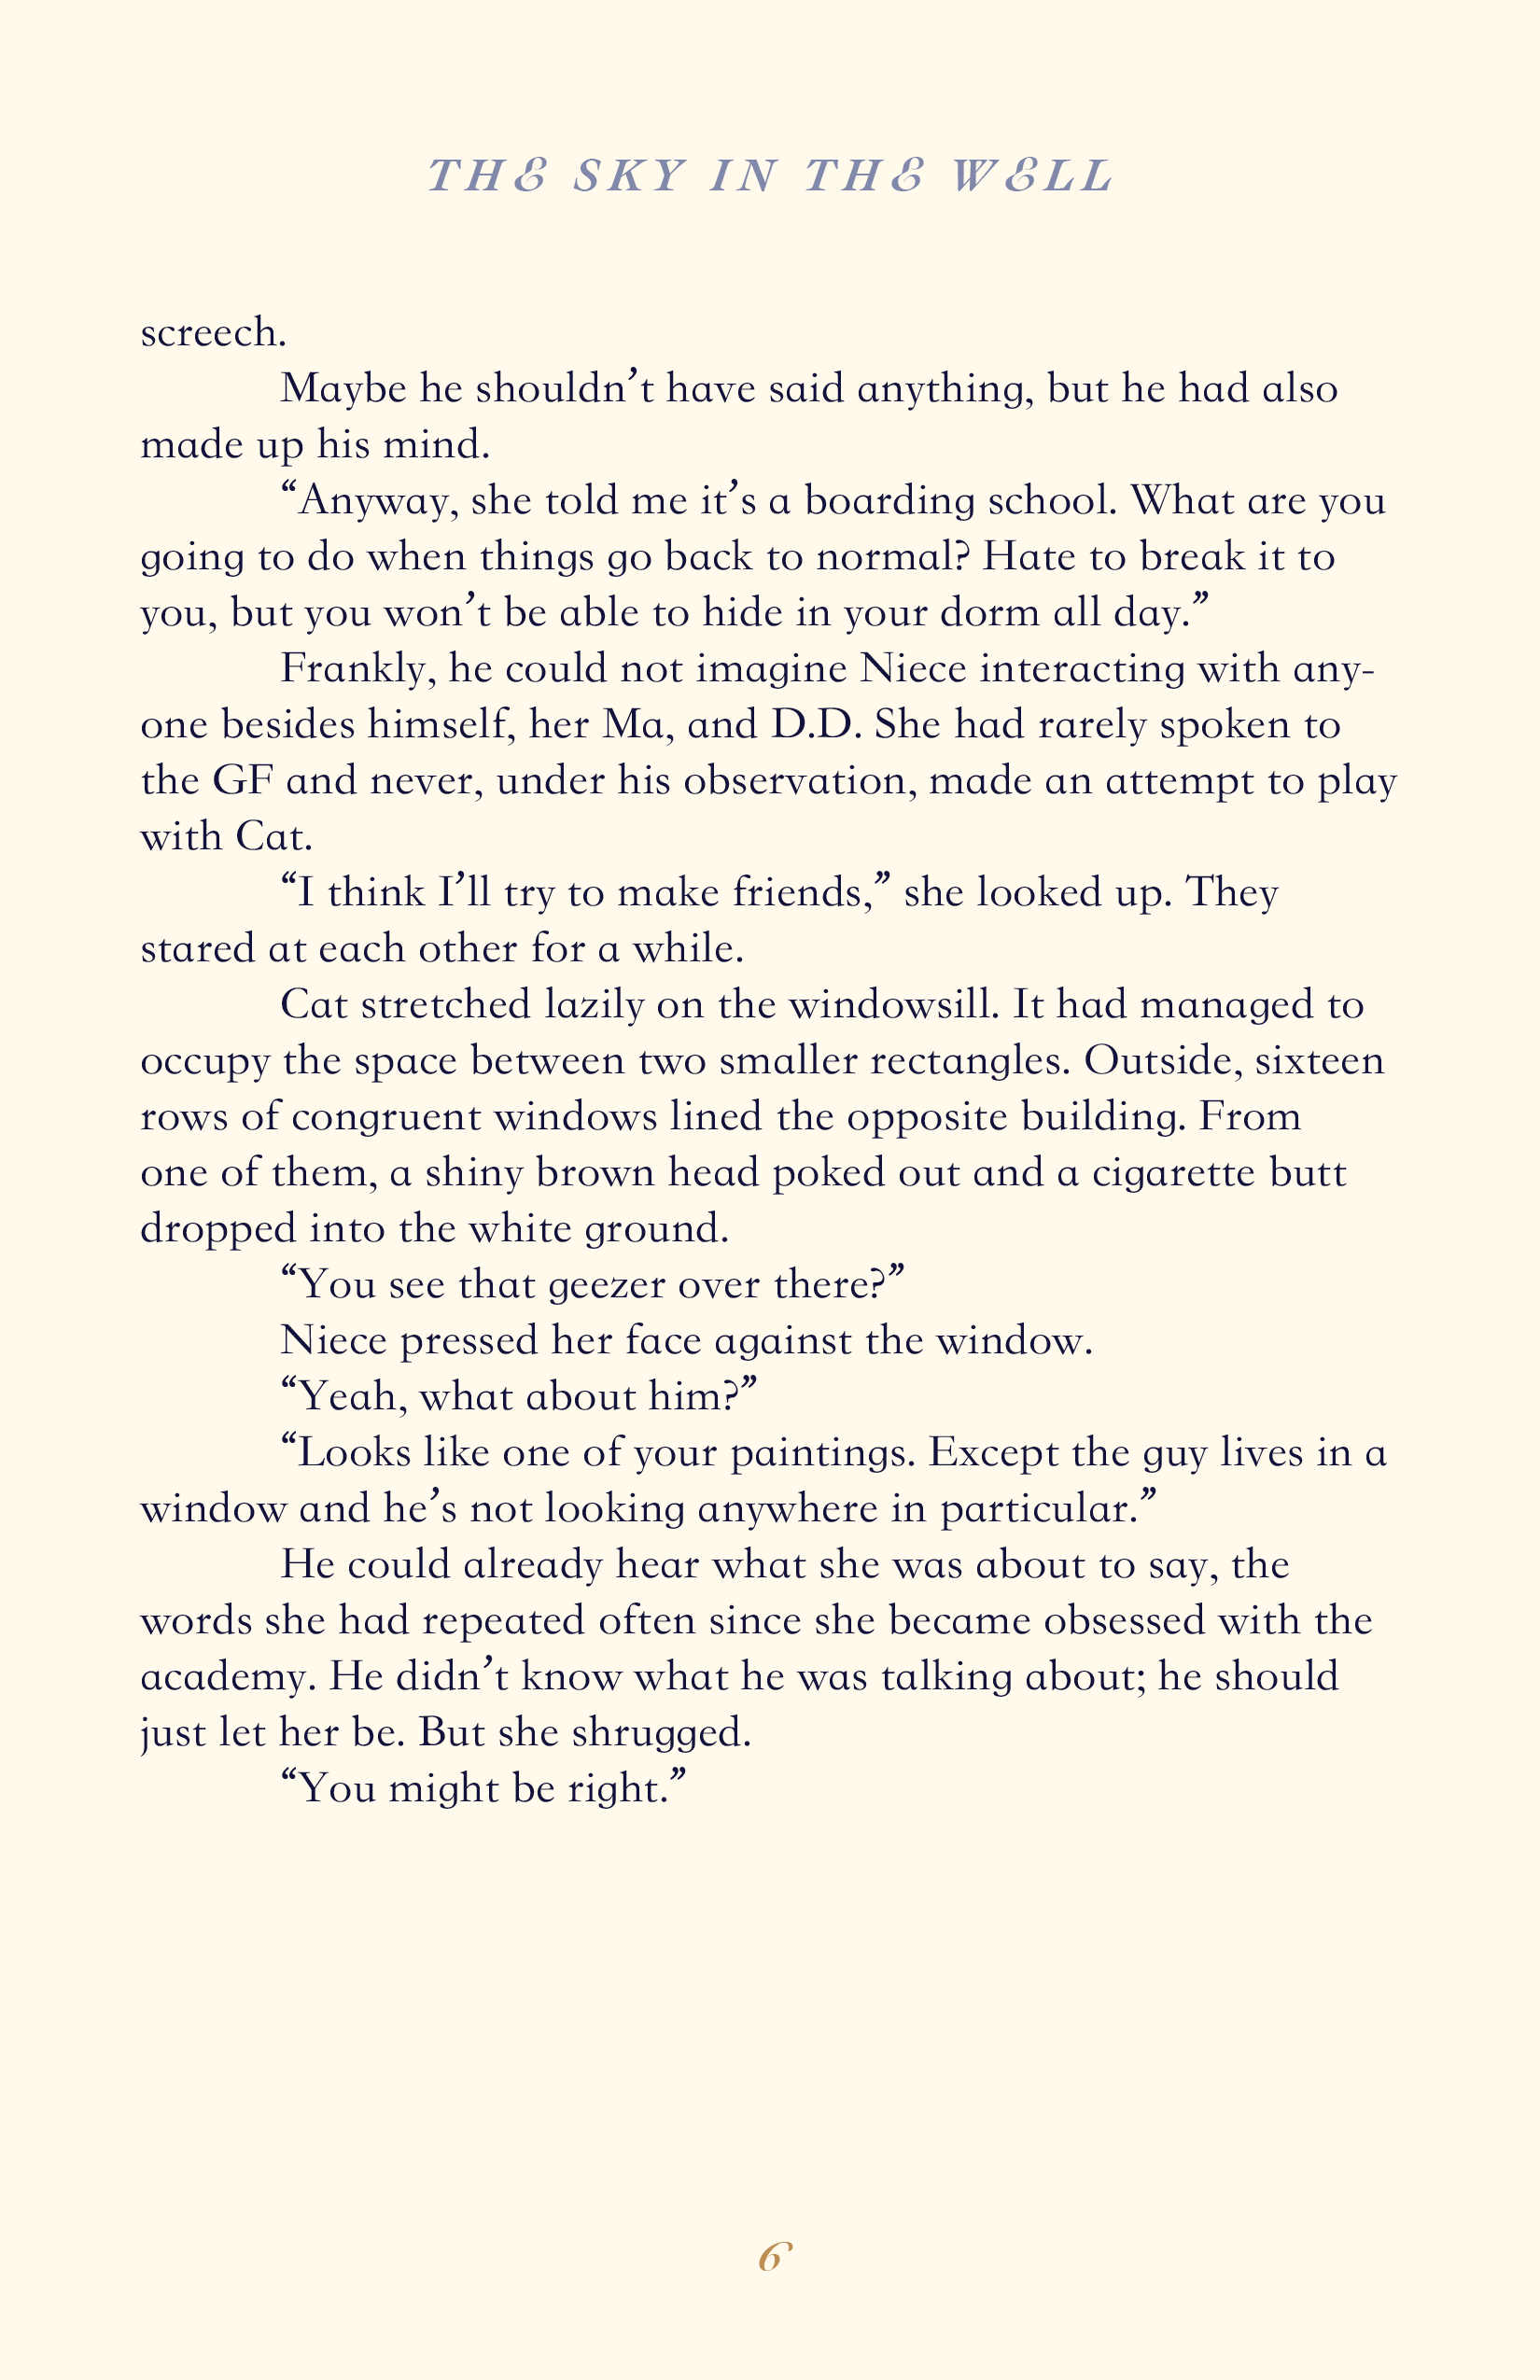 THE SKY IN THE WELL
screech.
Maybe he shouldn’t have said anything, but he had also
made up his mind.
“Anyway, she told me it’s a boarding school. What are you
going to do when things go back to normal? Hate to break it to
you, but you won’t be able to hide in your dorm all day.”
Frankly, he could not imagine Niece interacting with any-
one besides himself, her Ma, and D.D. She had rarely spoken to
the GF and never, under his observation, made an attempt to play
with Cat.
“I think I’ll try to make friends,” she looked up. They
stared at each other for a while.
Cat stretched lazily on the windowsill. It had managed to
occupy the space between two smaller rectangles. Outside, sixteen
rows of congruent windows lined the opposite building. From
one of them, a shiny brown head poked out and a cigarette butt
dropped into the white ground.
“You see that geezer over there?”
Niece pressed her face against the window.
“Yeah, what about him?”
“Looks like one of your paintings. Except the guy lives in a
window and he’s not looking anywhere in particular.”
He could already hear what she was about to say, the
words she had repeated often since she became obsessed with the
academy. He didn’t know what he was talking about; he should
just let her be. But she shrugged.
“You might be right.”
6